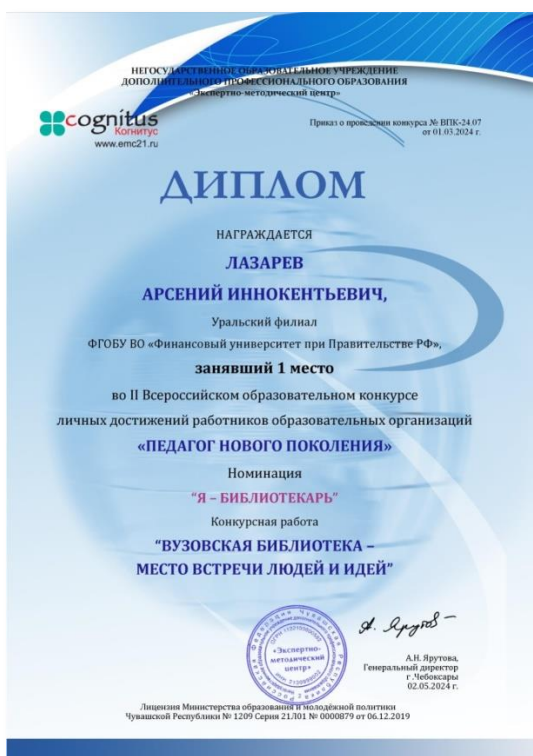 НЕГОСУДАРСТВЕННОЕ ОБРАЗОВАТЕЛЬНОЕ УЧРЕЖДЕНИЕ
ДОПОЛНИТЕЛЬНОГО ПРОФЕССИОНАЛЬНОГО ОБРАЗОВАНИЯ
«Экспертно-методический центр»
cognitus
Когнитус
www.emc21.ru
Приказ о проведении конкурса № ВПК-24.07
от 01.03.2024 г.
ДИПЛОМ
НАГРАЖДАЕТСЯ
ЛАЗАРЕВ
АРСЕНИЙ ИННОКЕНТЬЕВИЧ,
Уральский филиал
ФГОБУ ВО «Финансовый университет при Правительстве РФ»,
занявший 1 место
во II Всероссийском образовательном конкурсе
личных достижений работников образовательных организаций
«ПЕДАГОГ НОВОГО ПОКОЛЕНИЯ»
Номинация
“Я – БИБЛИОТЕКАРЬ”
Конкурсная работа
“ВУЗОВСКАЯ БИБЛИОТЕКА –
МЕСТО ВСТРЕЧИ ЛЮДЕЙ И ИДЕЙ”
«Экспертно-
методический
центр»
А.Н. Ярутова,
Генеральный директор
г.Чебоксары
02.05.2024 г.
Лицензия Министерства образования и молодёжной политики
Чувашской Республики № 1209 Серия 21Л01 № 0000879 от 06.12.2019